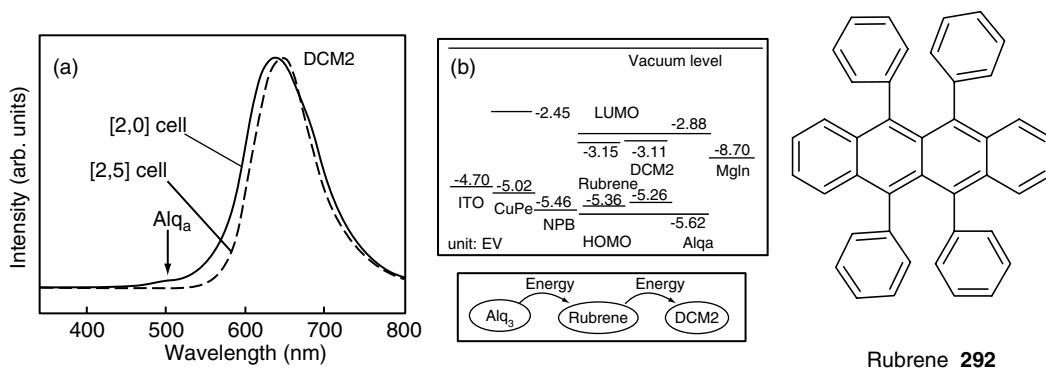 (a)
DCM2
[2,0] cell
[2,5] cell
Alqa
Intensity (arb. units)
400 500 600 700 800
Wavelength (nm)
(b)
Vacuum level
-2.45 LUMO
-2.88
-3.15 -3.11
DCM2
-8.70
MgIn
-4.70
ITO
-5.02
CuPe
-5.46
NPB
Rubrene
-5.36 -5.26
-5.62
unit: EV HOMO Alqa
Energy Energy
Alq3 Rubrene DCM2
Rubrene 292